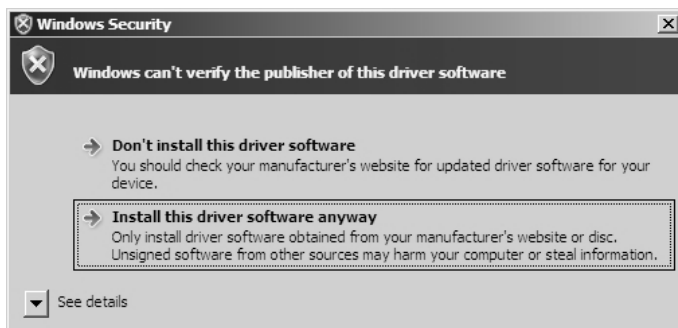 Windows Security
Windows can't verify the publisher of this driver software
Don't install this driver software
You should check your manufacturer's website for updated driver software for your
device.
Install this driver software anyway
Only install driver software obtained from your manufacturer's website or disc.
Unsigned software from other sources may harm your computer or steal information.
See details